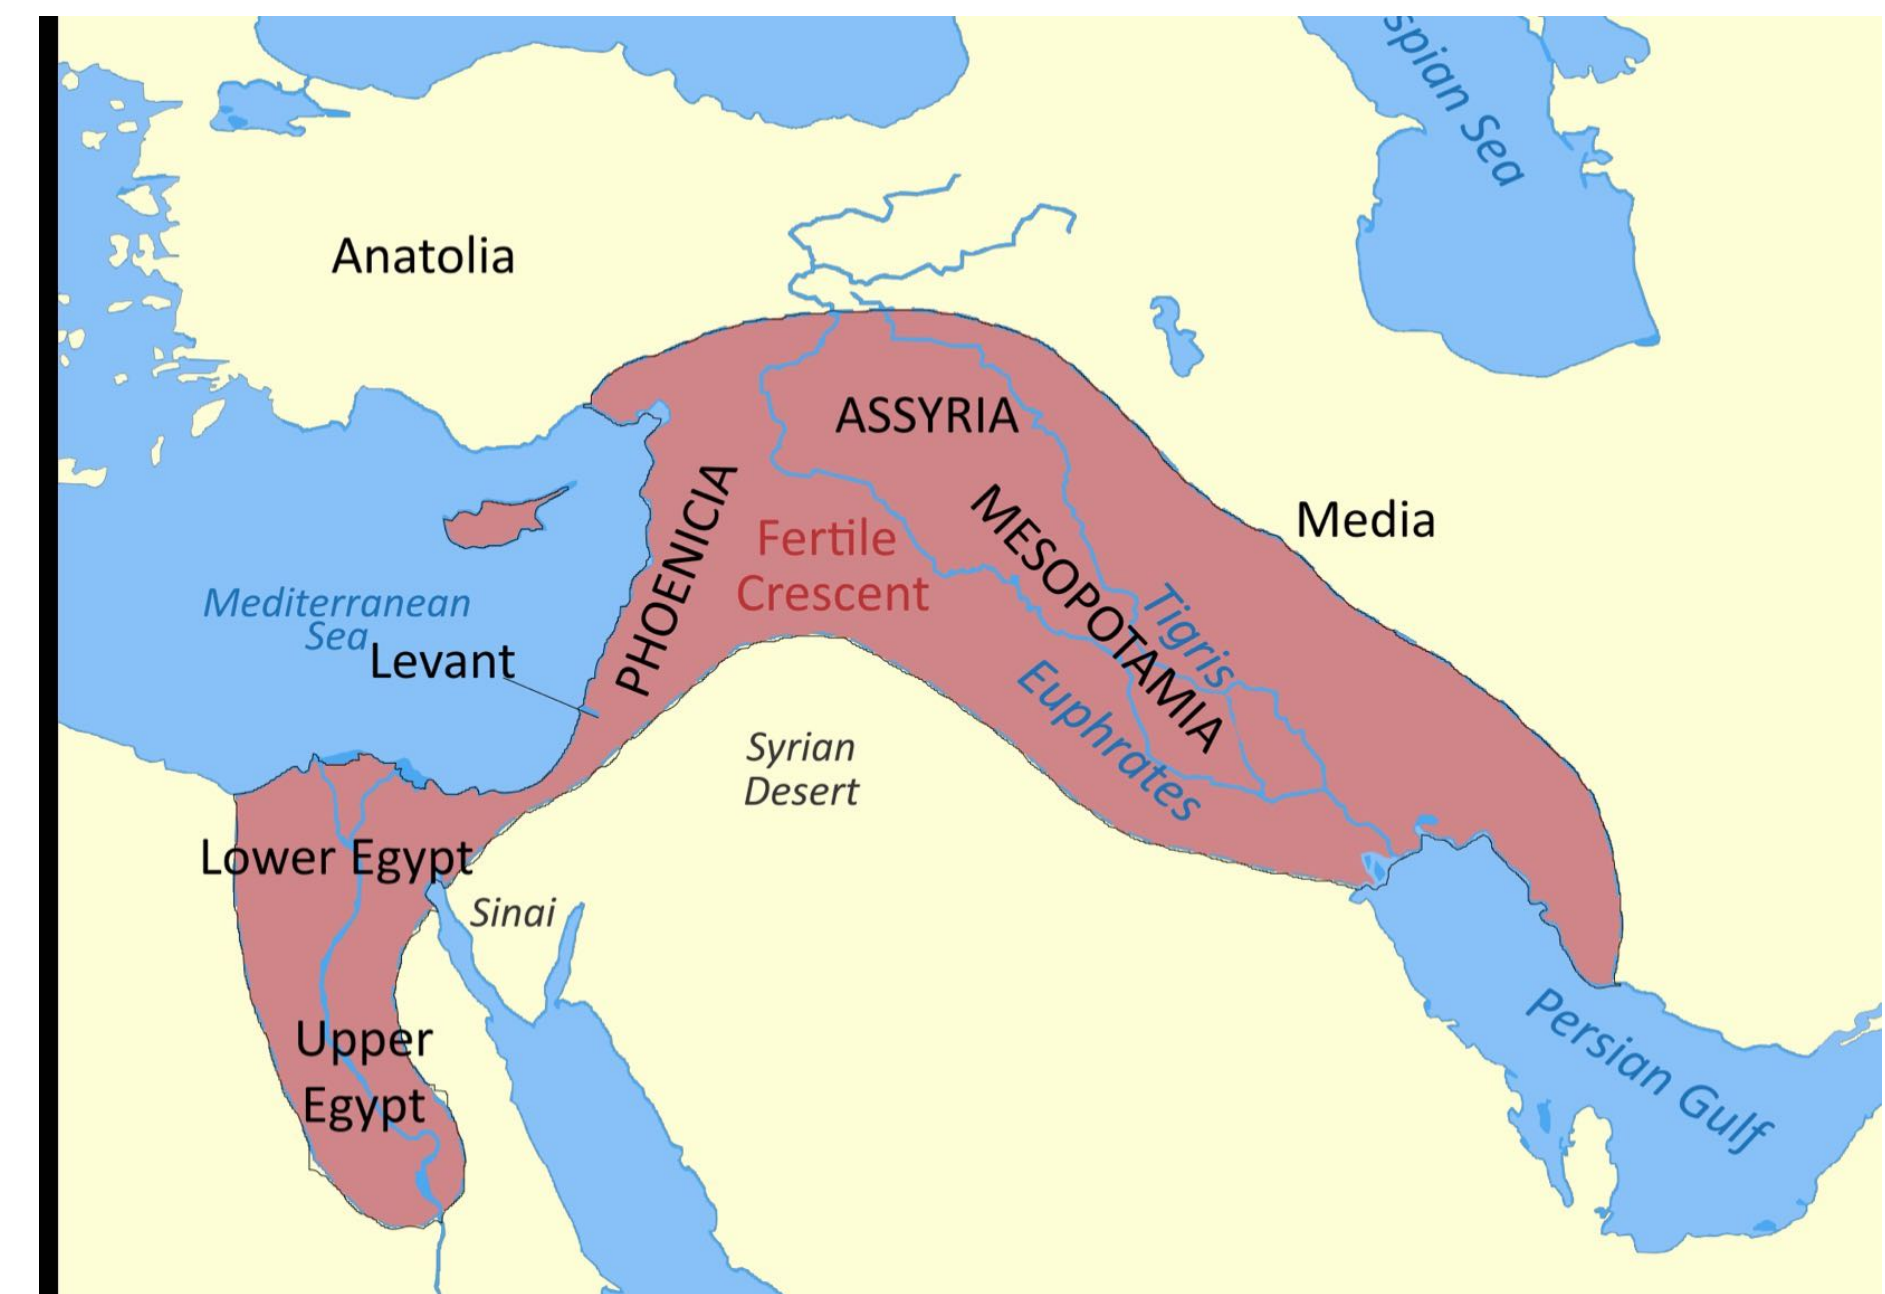 spian Sea
Anatolia
ASSYRIA
PHOENICIA
Fertile
Crescent
MESOPOTAMIA
Media
Tigris
Mediterranean
Sea
Levant
Euphrates
Syrian
Desert
Lower Egypt
Sinai
Upper
Egypt
Persian Gulf